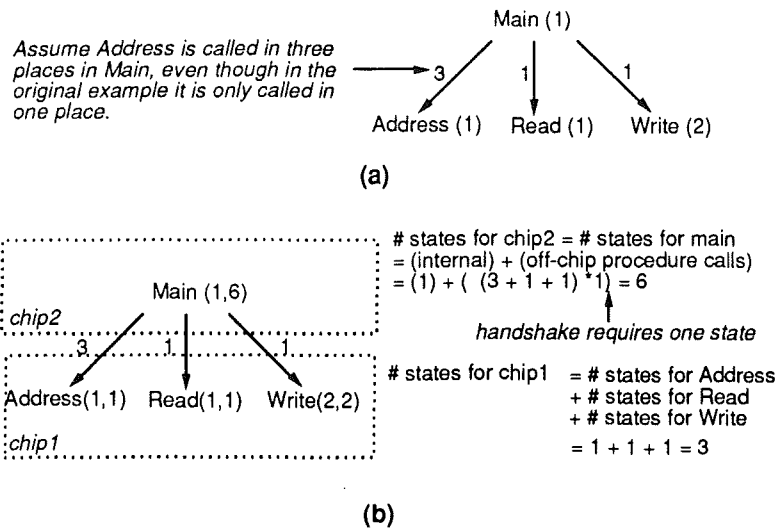 Main (1)
Assume Address is called in three
places in Main, even though in the
original example it is only called in
one place.
3
1
1
Address (1)
Read (1)
Write (2)
(a)
# states for chip2 = # states for main
= (internal) + (off-chip procedure calls)
= (1) + ( (3 + 1 + 1) *1) = 6
handshake requires one state
Main (1,6)
chip2
3
1
1
Address(1,1)
Read(1,1)
Write(2,2)
chip1
# states for chip1
= # states for Address
+ # states for Read
+ # states for Write
= 1 + 1 + 1 = 3
(b)